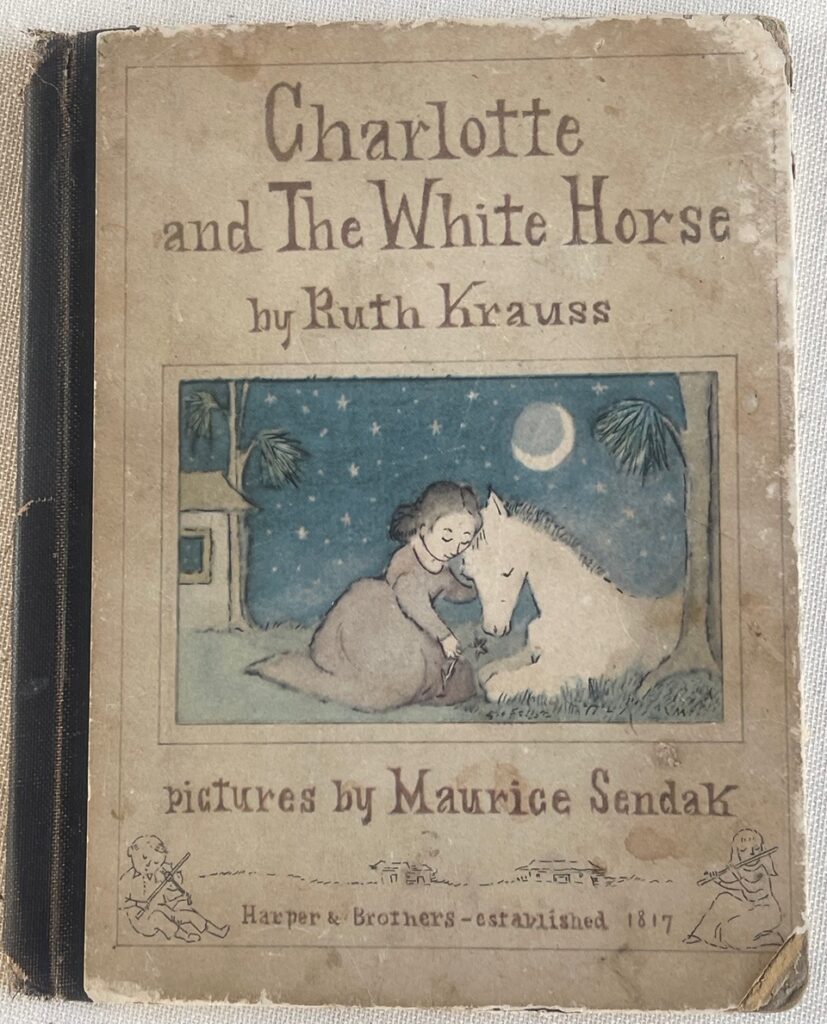 Charlotte
and The White Horse
by Ruth Krauss
pictures by Maurice Sendak
Harper & Brothers - established 1817